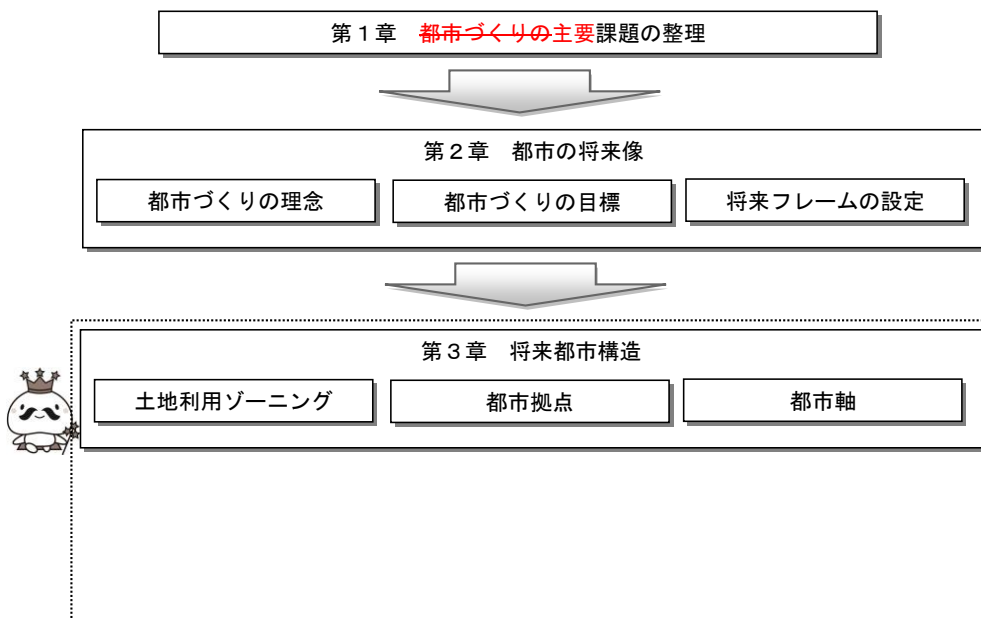 第１章　都市づくりの主要課題の整理
第２章　都市の将来像
都市づくりの理念　都市づくりの目標　将来フレームの設定
第３章　将来都市構造
土地利用ゾーニング　都市拠点　都市軸